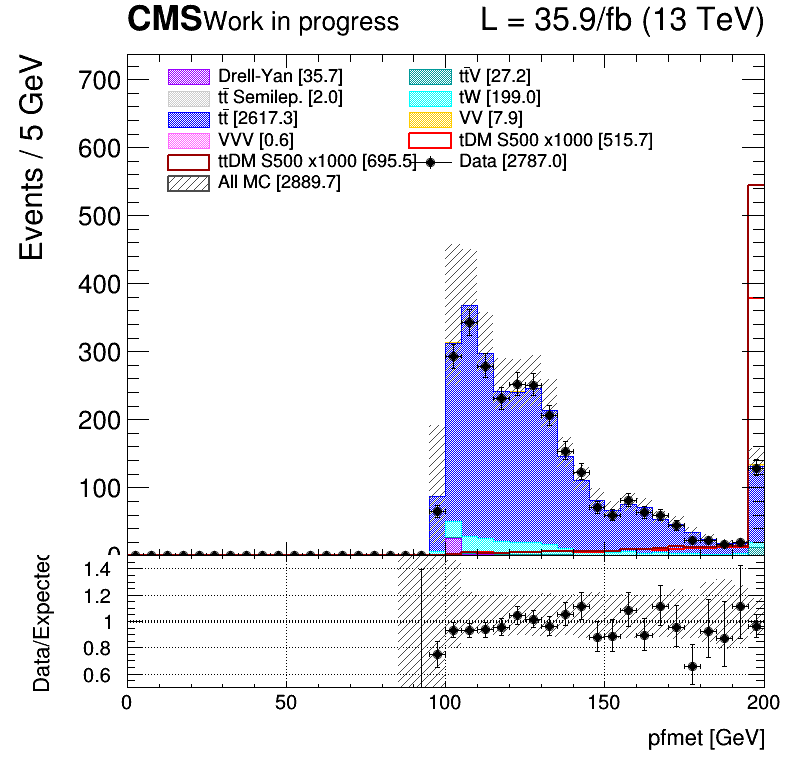 CMS Work in progress L = 35.9/fb (13 TeV)
Events / 5 GeV
700
600
500
400
300
200
100
0
Drell-Yan [35.7]
tt̄ Semilep. [2.0]
tt̄ [2617.3]
VVV [0.6]
ttDM S500 x1000 [695.5]
All MC [2889.7]
tt̄V [27.2]
tW [199.0]
VV [7.9]
tDM S500 x1000 [515.7]
Data [2787.0]
Data/Expected
1.4
1.2
1
0.8
0.6
0 50 100 150 200
pfmet [GeV]